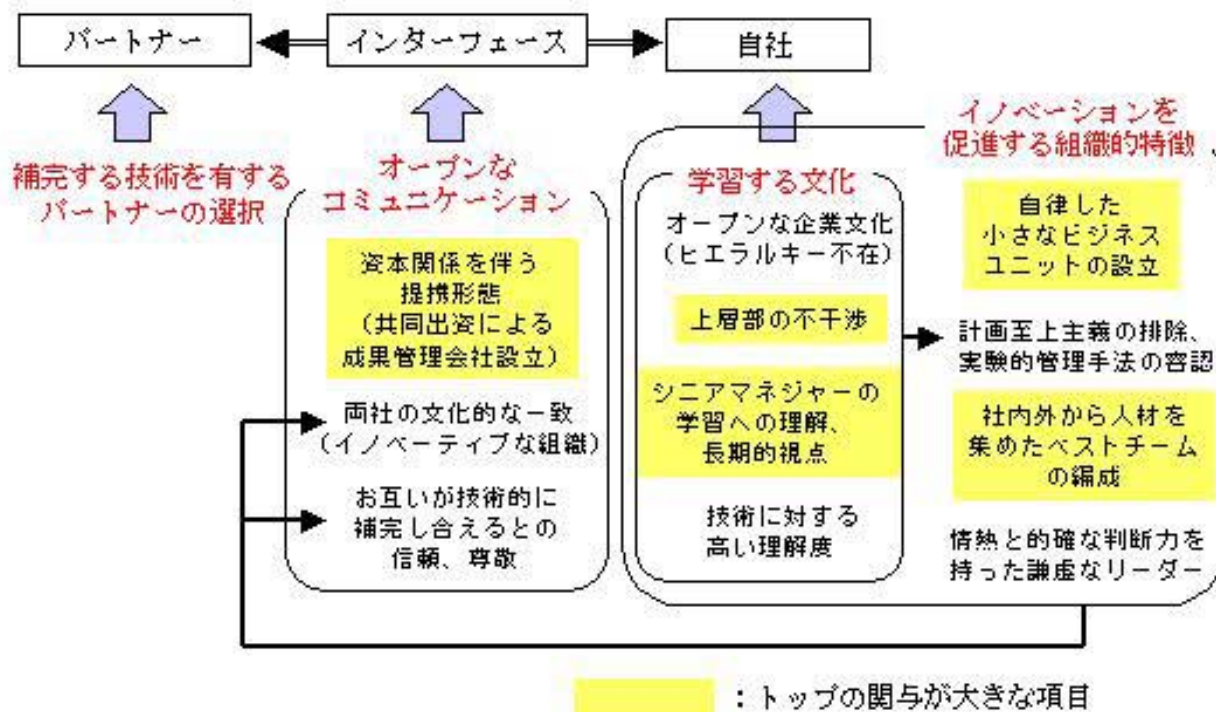 パートナー
インターフェース
自社
補完する技術を有する
パートナーの選択
オープンな
コミュニケーション
資本関係を伴う
提携形態
(共同出資による
成果管理会社設立)
両社の文化的な一致
(イノベーティブな組織)
お互いが技術的に
補完し合えるとの
信頼、尊敬
学習する文化
オープンな企業文化
(ヒエラルキー不在)
上層部の不干渉
シニアマネジャーの
学習への理解、
長期的視点
技術に対する
高い理解度
イノベーションを
促進する組織的特徴
自律した
小さなビジネス
ユニットの設立
計画至上主義の排除、
実験的管理手法の容認
社内外から人材を
集めたベストチーム
の編成
情熱と的確な判断力を
持った謙虚なリーダー
:トップの関与が大きな項目